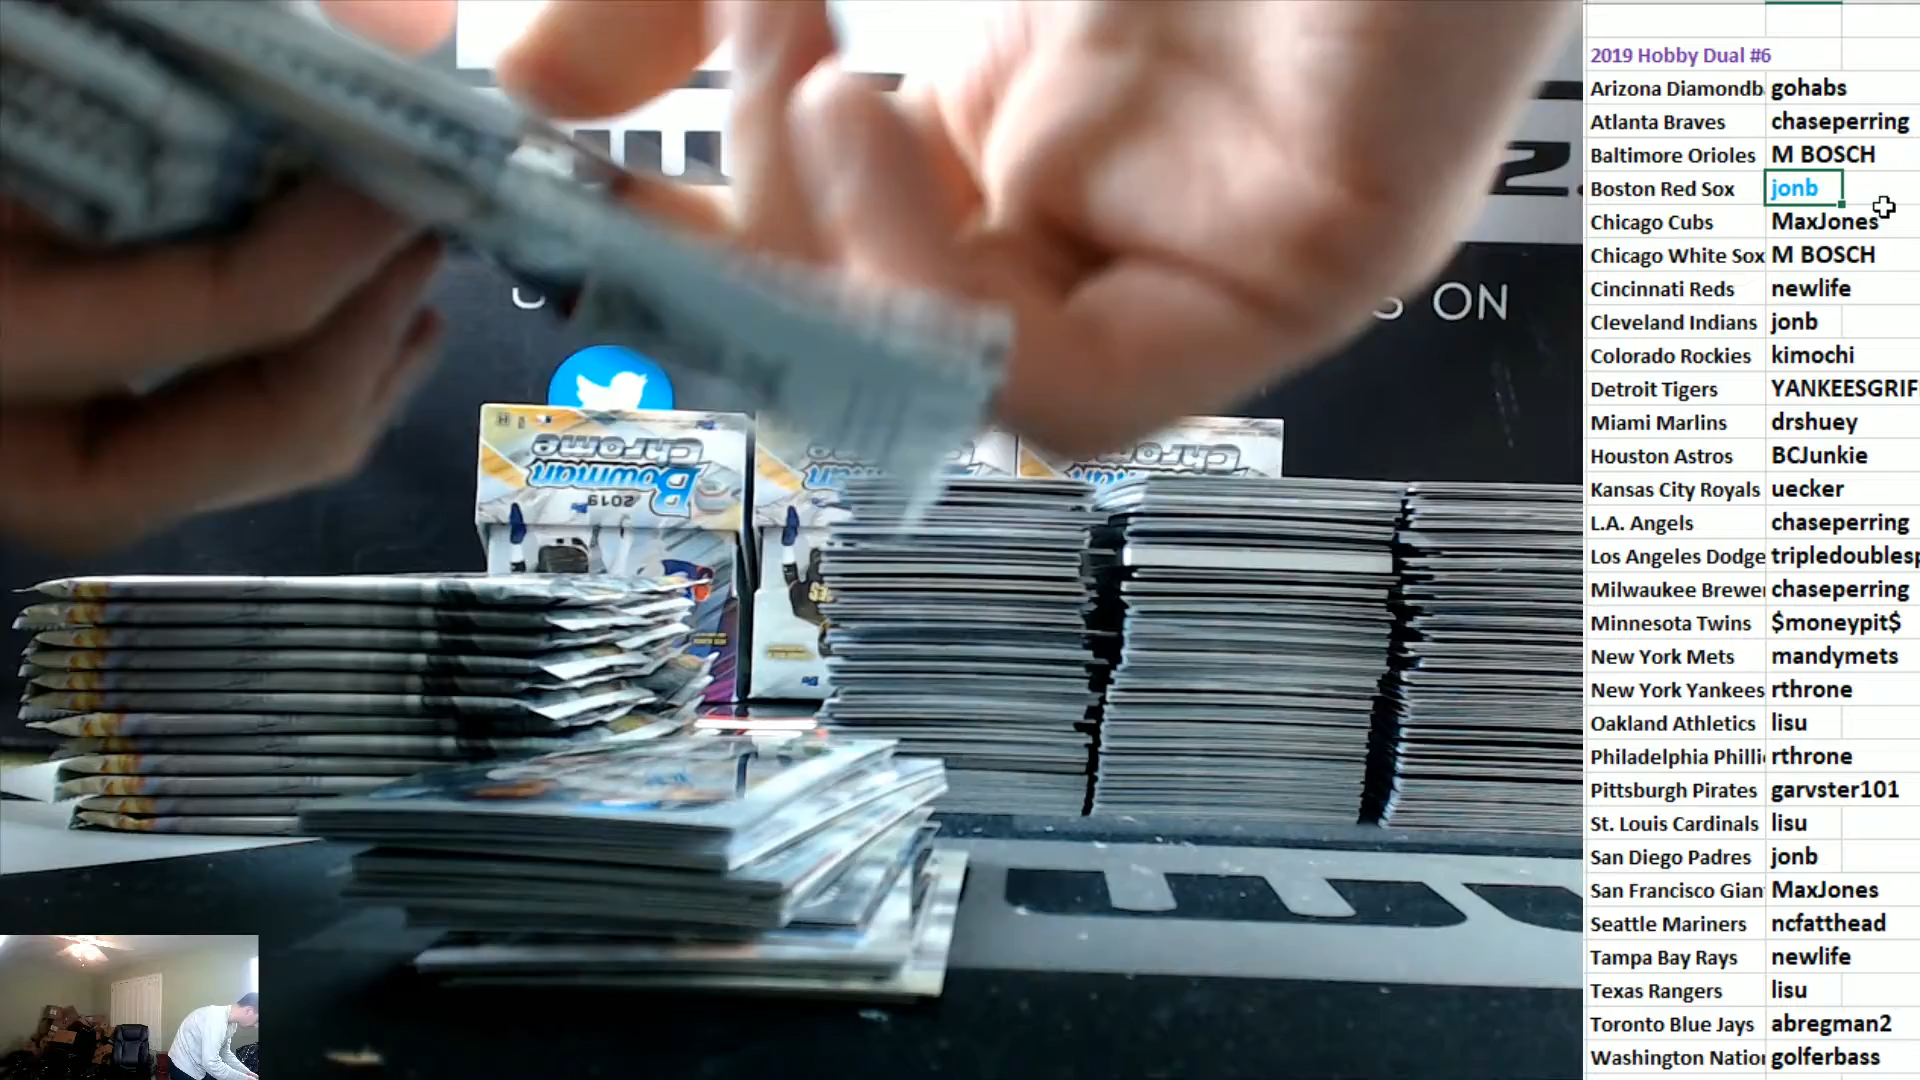 2019 Hobby Dual #6
Arizona Diamondb gohabs
Atlanta Braves chaseperring
Baltimore Orioles M BOSCH
Boston Red Sox jonb
Chicago Cubs MaxJones
Chicago White Sox M BOSCH
Cincinnati Reds newlife
Cleveland Indians jonb
Colorado Rockies kimochi
Detroit Tigers YANKEESGRIF
Miami Marlins drshuey
Houston Astros BCJunkie
Kansas City Royals uecker
L.A. Angels chaseperring
Los Angeles Dodge tripledoubles
Milwaukee Brewe chaseperring
Minnesota Twins $moneypit$
New York Mets mandymets
New York Yankees rthrone
Oakland Athletics lisu
Philadelphia Philli rthrone
Pittsburgh Pirates garvster101
St. Louis Cardinals lisu
San Diego Padres jonb
San Francisco Gian MaxJones
Seattle Mariners ncfatthead
Tampa Bay Rays newlife
Texas Rangers lisu
Toronto Blue Jays abregman2
Washington Natio golferbass
ON
2019
Bowman
Chrome